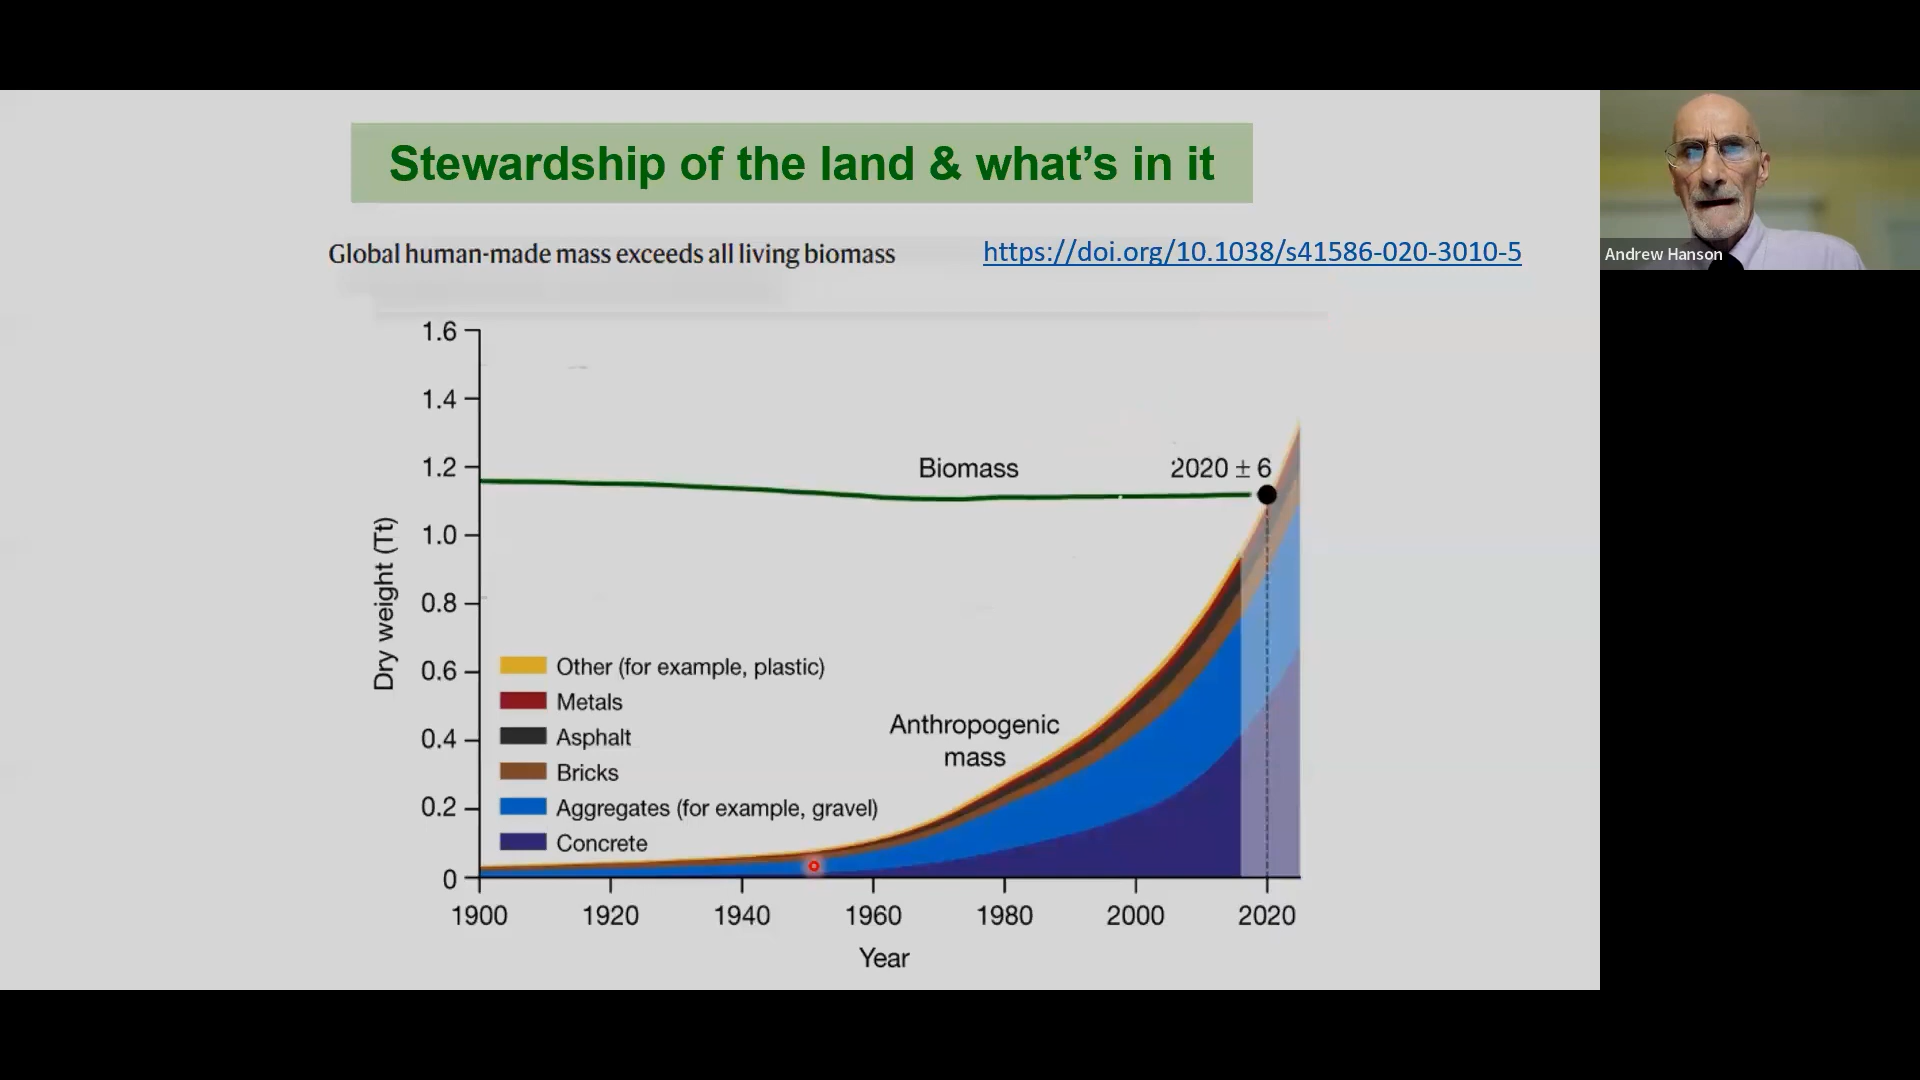 Stewardship of the land & what's in it
Global human-made mass exceeds all living biomass
https://doi.org/10.1038/s41586-020-3010-5
Andrew Hanson
1.6
1.4
1.2
1.0
0.8
0.6
0.4
0.2
0
Dry weight (Tt)
Biomass
2020 ± 6
Other (for example, plastic)
Metals
Asphalt
Bricks
Aggregates (for example, gravel)
Concrete
Anthropogenic
mass
1900 1920 1940 1960 1980 2000 2020
Year